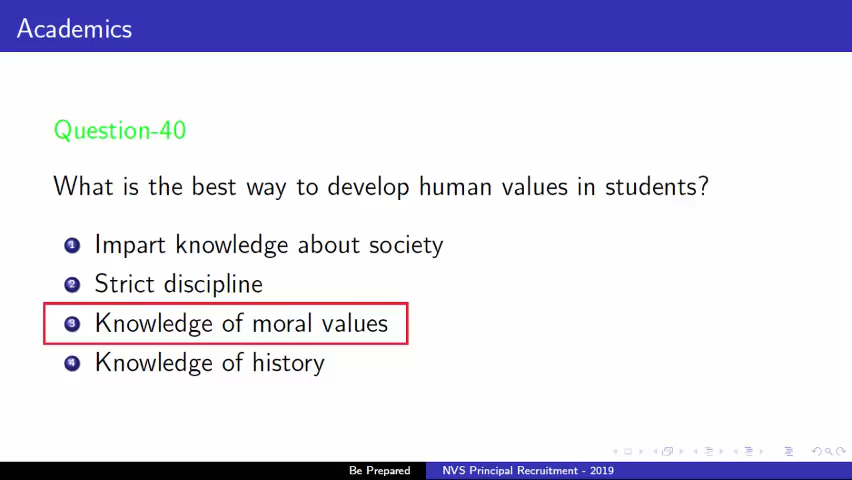 Academics
Question-40
What is the best way to develop human values in students?
1 Impart knowledge about society
2 Strict discipline
3 Knowledge of moral values
4 Knowledge of history
Be Prepared NVS Principal Recruitment - 2019